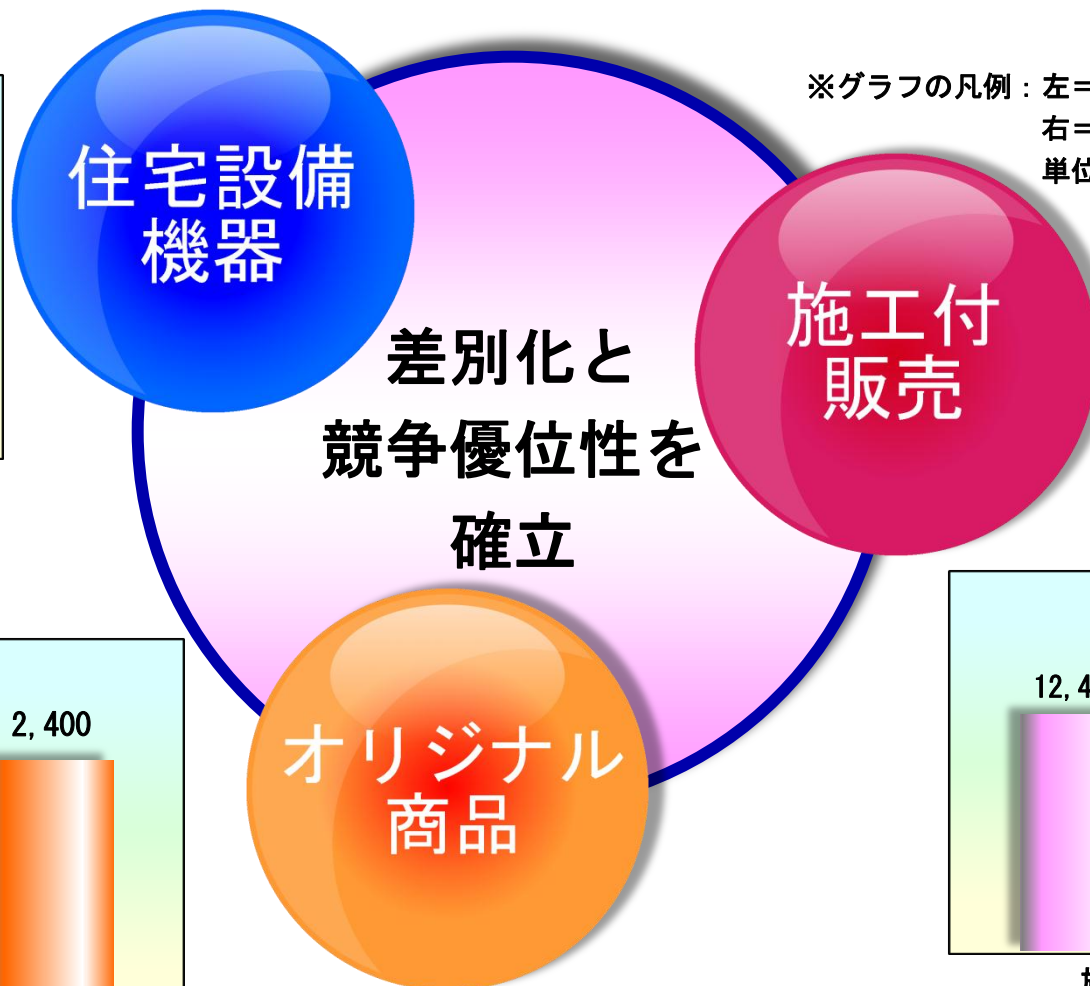 ※グラフの凡例：左＝
右＝
住宅設備
機器
施工付
販売
差別化と
競争優位性を
確立
2,400
オリジナル
商品